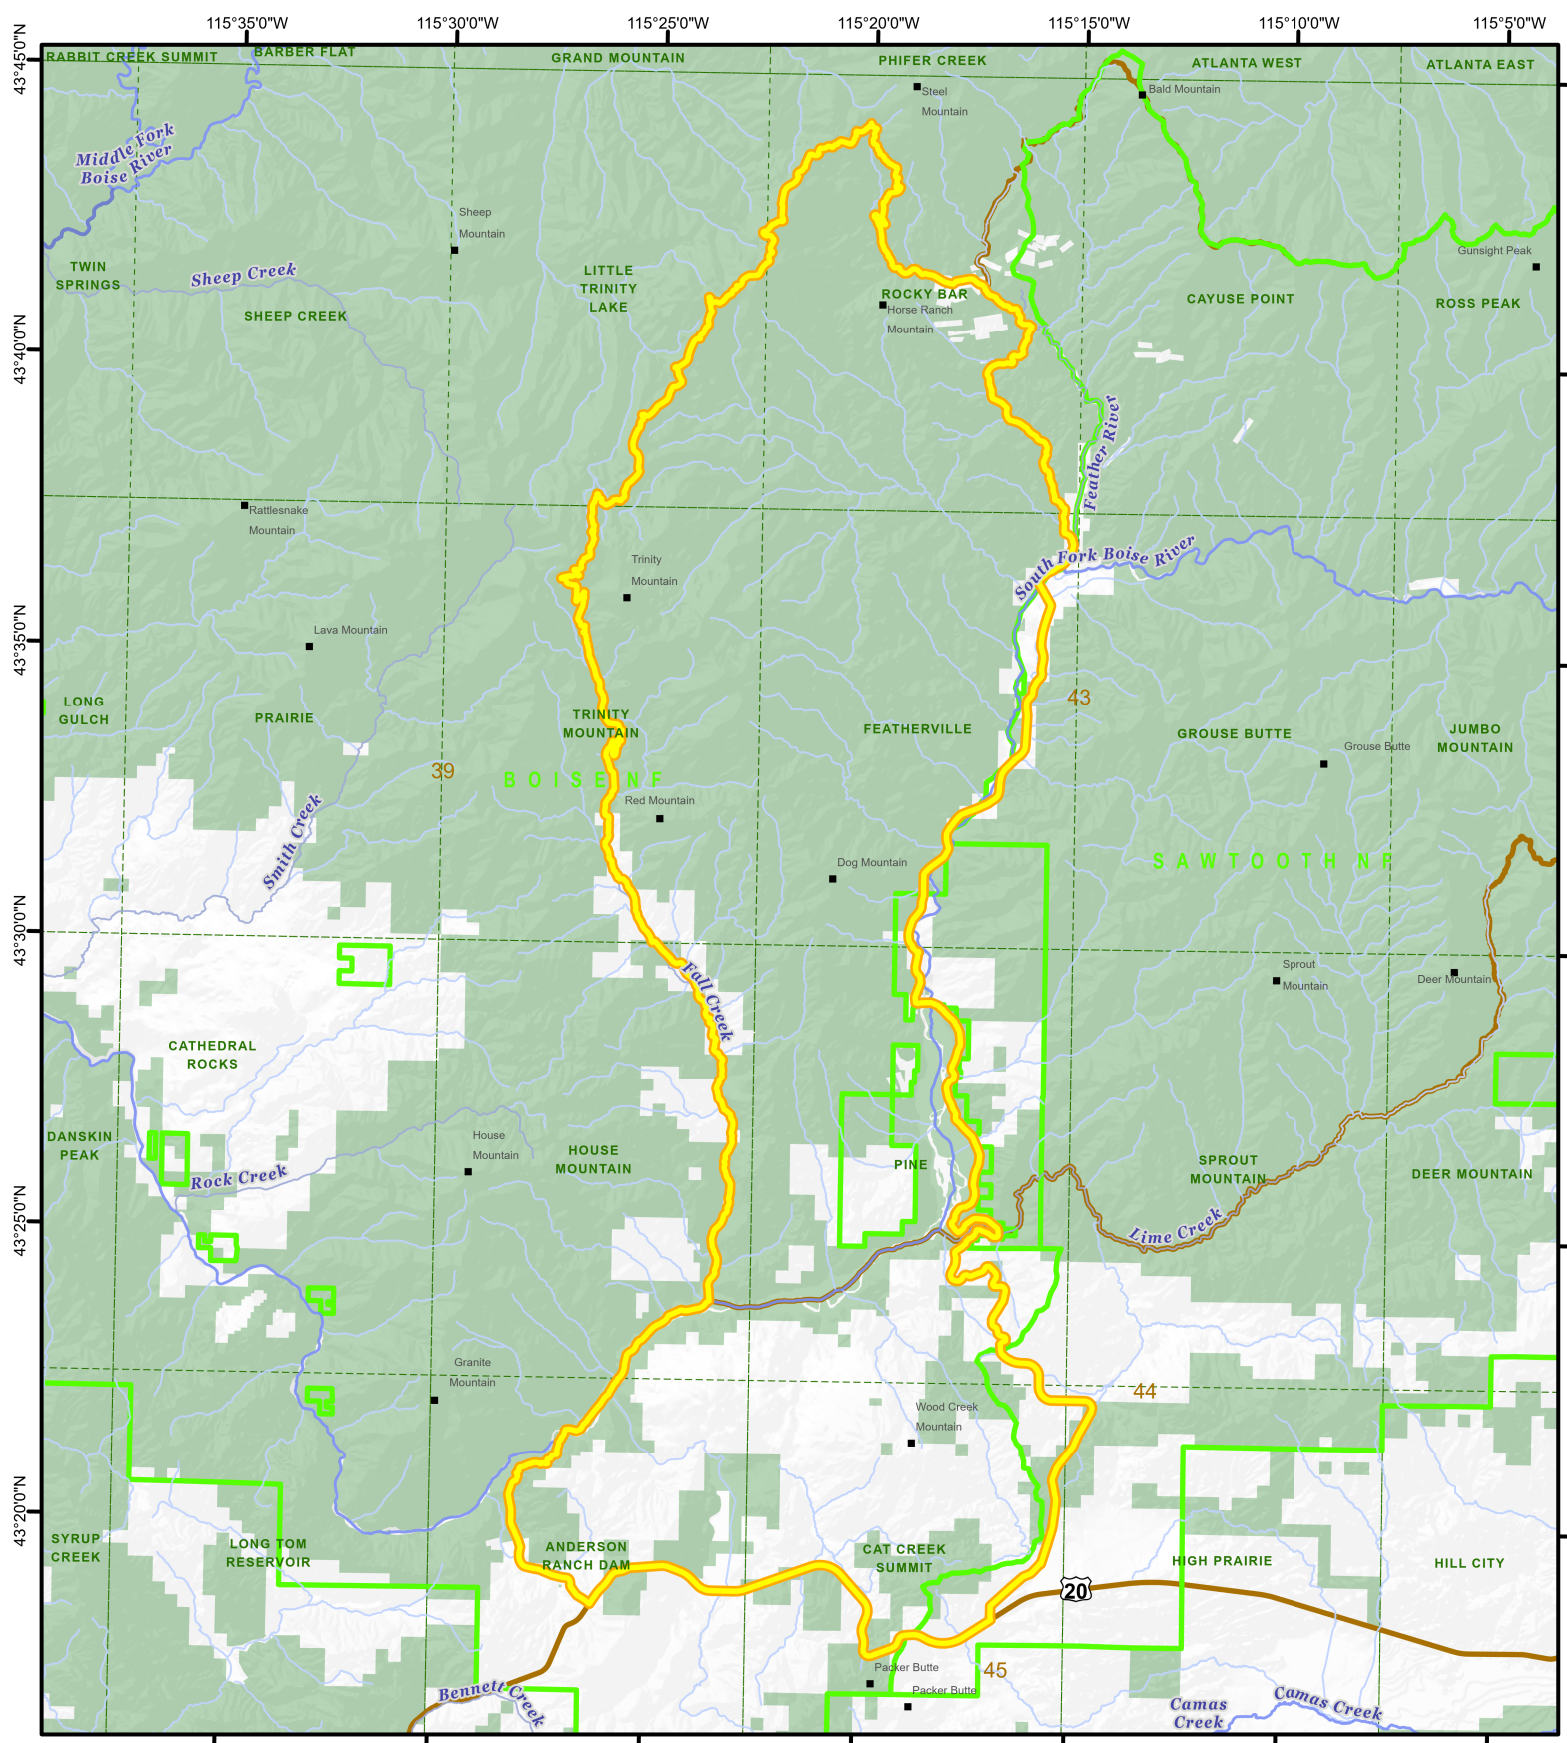 115°35'0"W
115°30'0"W
115°25'0"W
115°20'0"W
115°15'0"W
115°10'0"W
115°5'0"W
43°45'0"N
43°40'0"N
43°35'0"N
43°30'0"N
43°25'0"N
43°20'0"N
RABBIT CREEK SUMMIT
BARBER FLAT
GRAND MOUNTAIN
PHIFER CREEK
ATLANTA WEST
ATLANTA EAST
Steel
Mountain
Bald Mountain
Middle Fork
Boise River
Sheep
Mountain
TWIN
SPRINGS
Sheep Creek
SHEEP CREEK
LITTLE
TRINITY
LAKE
ROCKY BAR
Horse Ranch
Mountain
CAYUSE POINT
Gunsight Peak
ROSS PEAK
Feather River
Rattlesnake
Mountain
Trinity
Mountain
South Fork Boise River
Lava Mountain
LONG
GULCH
PRAIRIE
TRINITY
MOUNTAIN
FEATHERVILLE
43
GROUSE BUTTE
Grouse Butte
JUMBO
MOUNTAIN
39
BOISE NF
Red Mountain
Smith Creek
Dog Mountain
SAWTOOTH NF
Fall Creek
Sprout
Mountain
Deer Mountain
CATHEDRAL
ROCKS
DANSKIN
PEAK
Rock Creek
House
Mountain
HOUSE
MOUNTAIN
PINE
SPROUT
MOUNTAIN
DEER MOUNTAIN
Lime Creek
Granite
Mountain
Wood Creek
Mountain
44
SYRUP
CREEK
LONG TOM
RESERVOIR
ANDERSON
RANCH DAM
CAT CREEK
SUMMIT
HIGH PRAIRIE
HILL CITY
20
45
Packer Butte
Packer Butte
Bennett Creek
Camas
Creek
Camas Creek